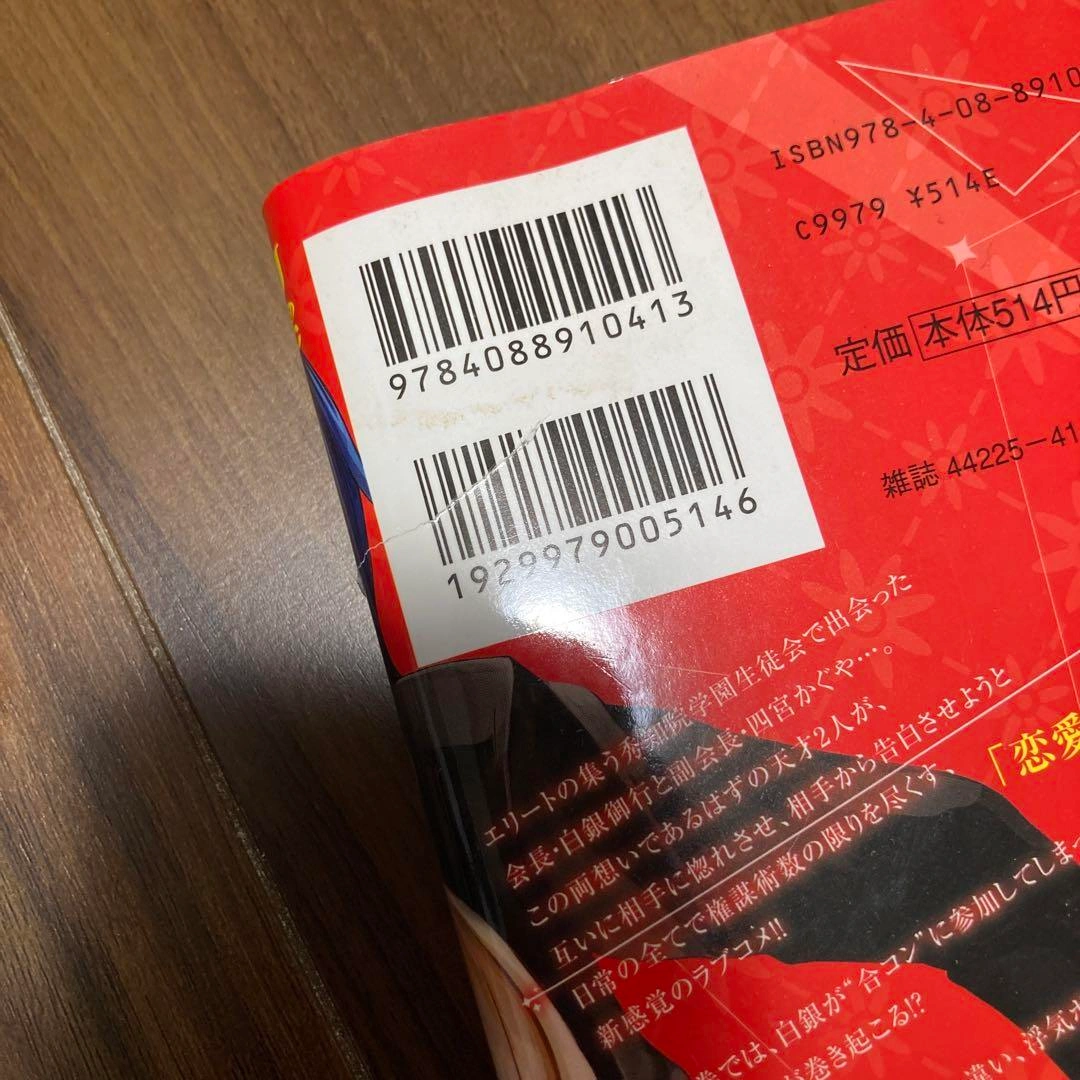 ISBN978-4-08-8910
C9979 ¥514E
9784088910413
1929979005146
定価 本体514円
雑誌 44225-41
エリートの集う秀知院学園生徒会で出会った
会長・白銀御行と副会長・四宮かぐや…。
この両想いであるはずの天才2人が、
互いに相手に惚れさせ、相手から告白させようと
日常の全てで権謀術数の限りを尽くす
新感覚のラブコメ!!
巻では、白銀が“合コン”に参加してしま
が巻き起こる!?
違い、浮気
「恋愛